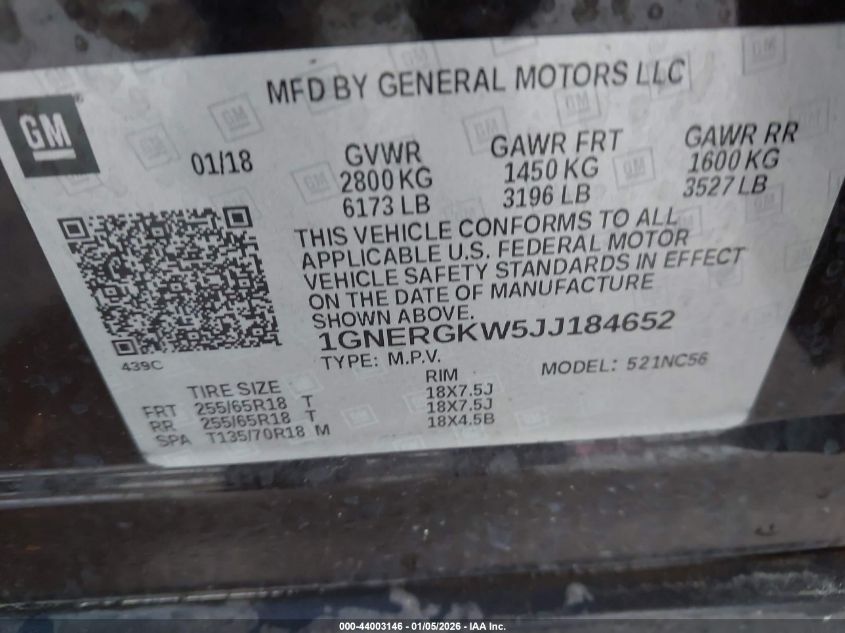 MFD BY GENERAL MOTORS LLC
GM
01/18
GVWR
2800 KG
6173 LB
GAWR FRT
1450 KG
3196 LB
GAWR RR
1600 KG
3527 LB
THIS VEHICLE CONFORMS TO ALL
APPLICABLE U.S. FEDERAL MOTOR
VEHICLE SAFETY STANDARDS IN EFFECT
ON THE DATE OF MANUFACTURE
SHOWN ABOVE.
1GNERGKW5JJ184652
439C
TYPE: M.P.V.
MODEL: 521NC56
TIRE SIZE RIM
FRT 255/65R18 T 18X7.5J
RR 255/65R18 T 18X7.5J
SPA T135/70R18 M 18X4.5B
000-44003146 - 01/05/2026 - IAA Inc.